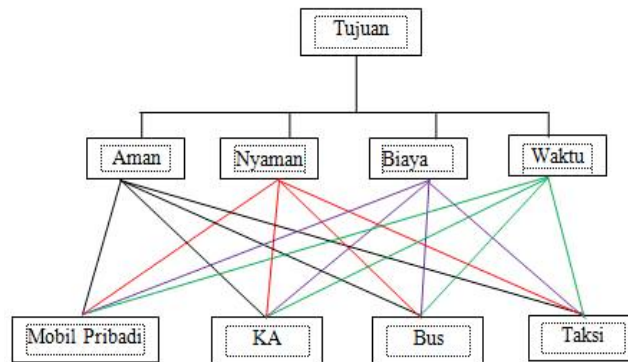 Tujuan
Aman
Nyaman
Biaya
Waktu
Mobil Pribadi
KA
Bus
Taksi